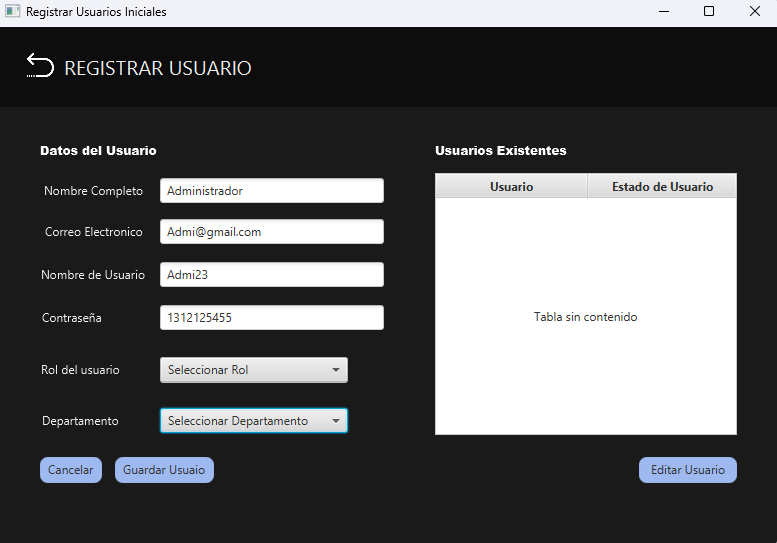 Registrar Usuarios Iniciales
REGISTRAR USUARIO
Datos del Usuario
Nombre Completo
Administrador
Correo Electronico
Admi@gmail.com
Nombre de Usuario
Admi23
Contraseña
1312125455
Rol del usuario
Seleccionar Rol
Departamento
Seleccionar Departamento
Cancelar
Guardar Usuaio
Usuarios Existentes
Usuario
Estado de Usuario
Tabla sin contenido
Editar Usuario